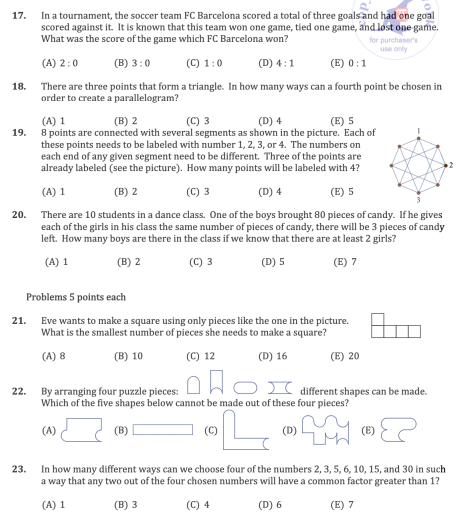 17. In a tournament, the soccer team FC Barcelona scored a total of three goals and had one goal
scored against it. It is known that this team won one game, tied one game, and lost one game.
What was the score of the game which FC Barcelona won?
for purchaser's
use only
(A) 2 : 0 (B) 3 : 0 (C) 1 : 0 (D) 4 : 1 (E) 0 : 1
18. There are three points that form a triangle. In how many ways can a fourth point be chosen in
order to create a parallelogram?
(A) 1 (B) 2 (C) 3 (D) 4 (E) 5
19. 8 points are connected with several segments as shown in the picture. Each of
these points needs to be labeled with number 1, 2, 3, or 4. The numbers on
each end of any given segment need to be different. Three of the points are
already labeled (see the picture). How many points will be labeled with 4?
1
2
3
(A) 1 (B) 2 (C) 3 (D) 4 (E) 5
20. There are 10 students in a dance class. One of the boys brought 80 pieces of candy. If he gives
each of the girls in his class the same number of pieces of candy, there will be 3 pieces of candy
left. How many boys are there in the class if we know that there are at least 2 girls?
(A) 1 (B) 2 (C) 3 (D) 5 (E) 7
Problems 5 points each
21. Eve wants to make a square using only pieces like the one in the picture.
What is the smallest number of pieces she needs to make a square?
(A) 8 (B) 10 (C) 12 (D) 16 (E) 20
22. By arranging four puzzle pieces: different shapes can be made.
Which of the five shapes below cannot be made out of these four pieces?
(A) (B) (C) (D) (E)
23. In how many different ways can we choose four of the numbers 2, 3, 5, 6, 10, 15, and 30 in such
a way that any two out of the four chosen numbers will have a common factor greater than 1?
(A) 1 (B) 3 (C) 4 (D) 6 (E) 7